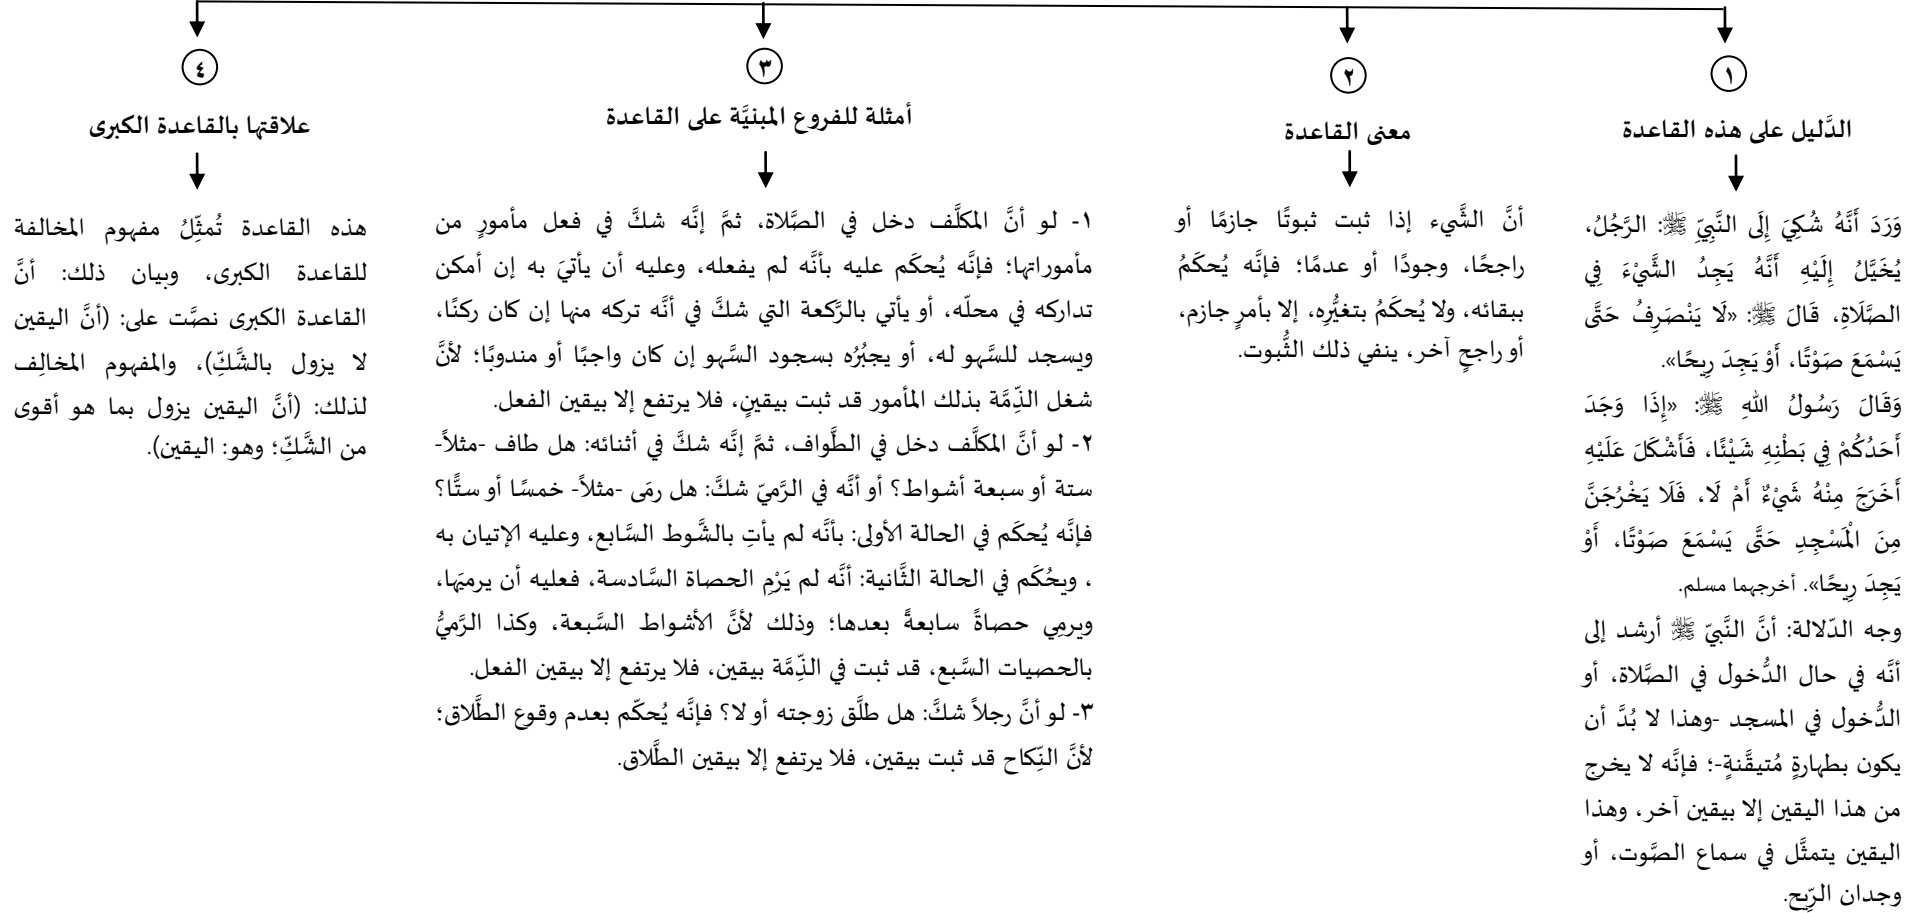 ١
الدَّليل على هذه القاعدة
وَرَدَ أَنَّهُ شُكِيَ إِلَى النَّبِيِّ ﷺ: الرَّجُلُ،
يُخَيَّلُ إِلَيْهِ أَنَّهُ يَجِدُ الشَّيْءَ فِي
الصَّلَاةِ، قَالَ ﷺ: «لَا يَنْصَرِفُ حَتَّى
يَسْمَعَ صَوْتًا، أَوْ يَجِدَ رِيحًا».
وَقَالَ رَسُولُ اللهِ ﷺ: «إِذَا وَجَدَ
أَحَدُكُمْ فِي بَطْنِهِ شَيْئًا، فَأَشْكَلَ عَلَيْهِ
أَخَرَجَ مِنْهُ شَيْءٌ أَمْ لَا، فَلَا يَخْرُجَنَّ
مِنَ الْمَسْجِدِ حَتَّى يَسْمَعَ صَوْتًا، أَوْ
يَجِدَ رِيحًا». أخرجهما مسلم.
وجه الدّلالة: أنَّ النَّبيّ ﷺ أرشد إلى
أنَّه في حال الدُّخول في الصَّلاة، أو
الدُّخول في المسجد -وهذا لا بُدَّ أن
يكون بطهارةٍ مُتيقَّنةٍ-؛ فإنَّه لا يخرج
من هذا اليقين إلا بيقين آخر، وهذا
اليقين يتمثَّل في سماع الصَّوت، أو
وجدان الرّيح.
٢
معنى القاعدة
أنَّ الشَّيء إذا ثبت ثبوتًا جازمًا أو
راجحًا، وجودًا أو عدمًا؛ فإنَّه يُحكَمُ
ببقائه، ولا يُحكَمُ بتغيُّرِه، إلا بأمرٍ جازم،
أو راجحٍ آخر، ينفي ذلك الثُّبوت.
٣
أمثلة للفروع المبنيَّة على القاعدة
١- لو أنَّ المكلَّف دخل في الصَّلاة، ثمَّ إنَّه شكَّ في فعل مأمورٍ من
مأموراتها؛ فإنَّه يُحكَم عليه بأنَّه لم يفعله، وعليه أن يأتيَ به إن أمكن
تداركه في محلّه، أو يأتي بالرَّكعة التي شكَّ في أنَّه تركه منها إن كان ركنًا،
ويسجد للسَّهو له، أو يجبُرُه بسجود السَّهو إن كان واجبًا أو مندوبًا؛ لأنَّ
شغل الذِّمَّة بذلك المأمور قد ثبت بيقينٍ، فلا يرتفع إلا بيقين الفعل.
٢- لو أنَّ المكلَّف دخل في الطَّواف، ثمَّ إنَّه شكَّ في أثنائه: هل طاف -مثلاً-
ستة أو سبعة أشواط؟ أو أنَّه في الرَّميّ شكَّ: هل رمَى -مثلاً- خمسًا أو ستًّا؟
فإنَّه يُحكَم في الحالة الأولى: بأنَّه لم يأتِ بالشَّوط السَّابع، وعليه الإتيان به
، ويحُكَم في الحالة الثَّانية: أنَّه لم يَرْمِ الحصاة السَّادسة، فعليه أن يرميَها،
ويرمِي حصاةً سابعةً بعدها؛ وذلك لأنَّ الأشواط السَّبعة، وكذا الرَّميُّ
بالحصيات السَّبع، قد ثبت في الذِّمَّة بيقين، فلا يرتفع إلا بيقين الفعل.
٣- لو أنَّ رجلاً شكَّ: هل طلَّق زوجته أو لا؟ فإنَّه يُحكّم بعدم وقوع الطَّلاق؛
لأنَّ النِّكاح قد ثبت بيقين، فلا يرتفع إلا بيقين الطَّلاق.
٤
علاقتها بالقاعدة الكبرى
هذه القاعدة تُمثِّلُ مفهوم المخالفة
للقاعدة الكبرى، وبيان ذلك: أنَّ
القاعدة الكبرى نصَّت على: (أنَّ اليقين
لا يزول بالشَّكِّ)، والمفهوم المخالِف
لذلك: (أنَّ اليقين يزول بما هو أقوى
من الشَّكِّ؛ وهو: اليقين).